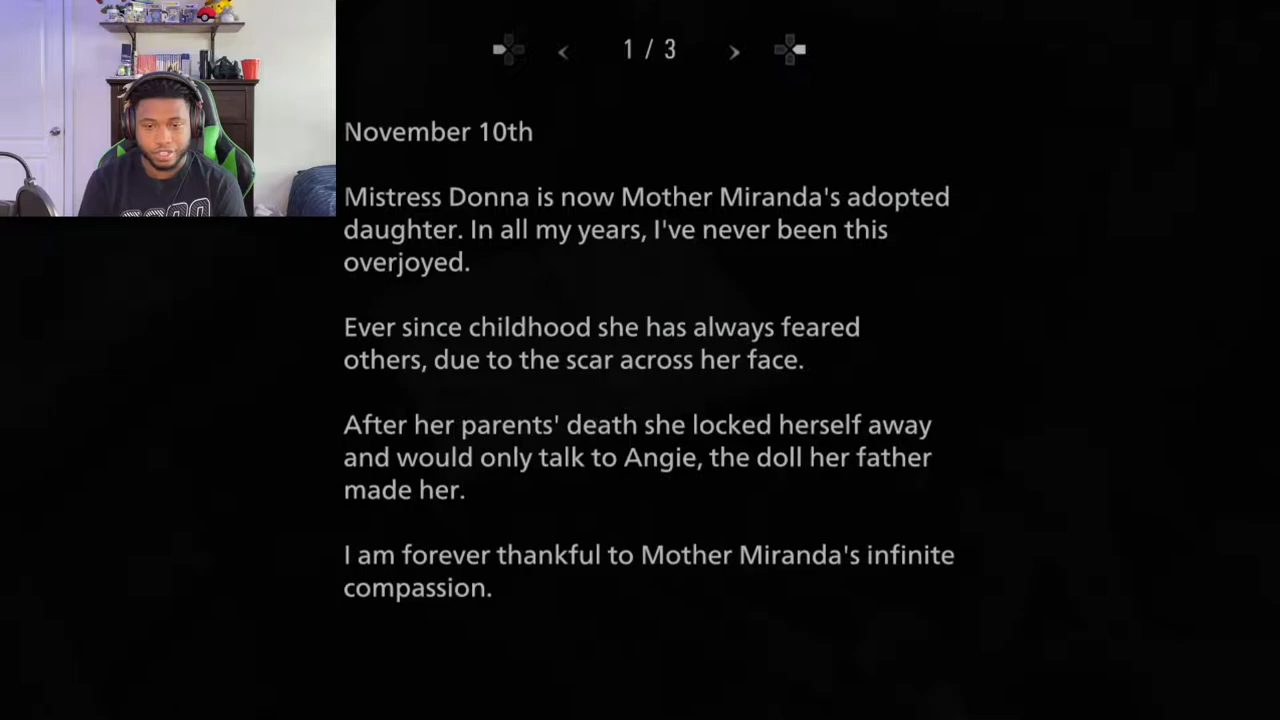 1 / 3
November 10th
Mistress Donna is now Mother Miranda's adopted
daughter. In all my years, I've never been this
overjoyed.
Ever since childhood she has always feared
others, due to the scar across her face.
After her parents' death she locked herself away
and would only talk to Angie, the doll her father
made her.
I am forever thankful to Mother Miranda's infinite
compassion.